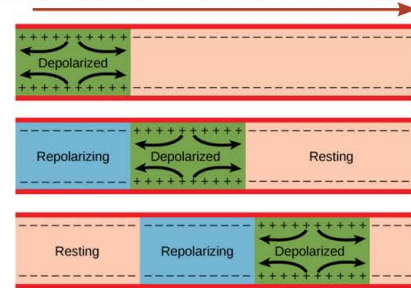 + + + + + + + + + – – – – – – – – – – – – – – – – – – – – – –
Depolarized
+ + + + + + + + + – – – – – – – – – – – – – – – – – – – – – –
– – – – – – – – + + + + + + + + + – – – – – – – – – – – –
Repolarizing Depolarized Resting
– – – – – – – – + + + + + + + + + – – – – – – – – – – – –
– – – – – – – – – – – – – – – – – – + + + + + + + + + – – –
Resting Repolarizing Depolarized
– – – – – – – – – – – – – – – – – – + + + + + + + + + – – –